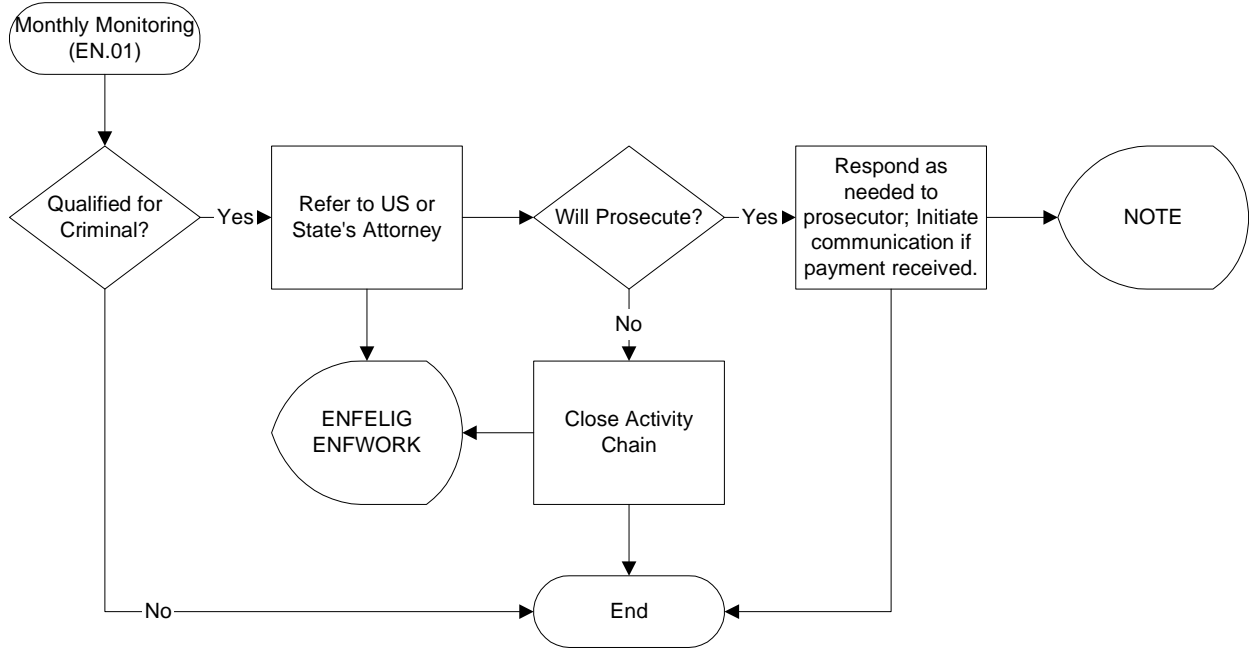 Monthly Monitoring
(EN.01)
Qualified for
Criminal?
Yes
Refer to US or
State's Attorney
Will Prosecute?
Yes
Respond as
needed to
prosecutor; Initiate
communication if
payment received.
NOTE
No
ENFELIG
ENFWORK
Close Activity
Chain
No
End